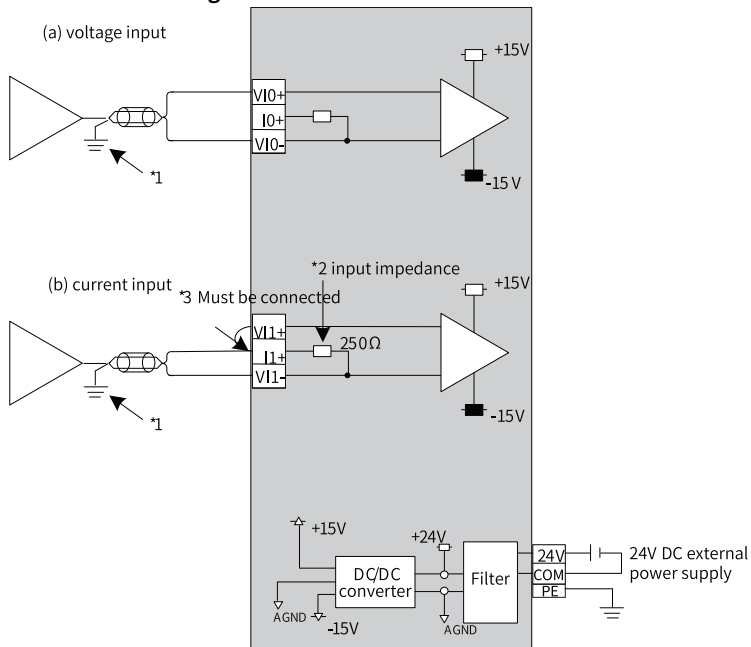 (a) voltage input
+15V
VI0+
I0+
VI0-
*1
-15 V
(b) current input
*2 input impedance
*3 Must be connected
+15V
VI1+
I1+
250Ω
VI1-
*1
-15V
+15V
+24V
24V
24V DC external
power supply
DC/DC
converter
Filter
COM
PE
AGND
-15V
AGND